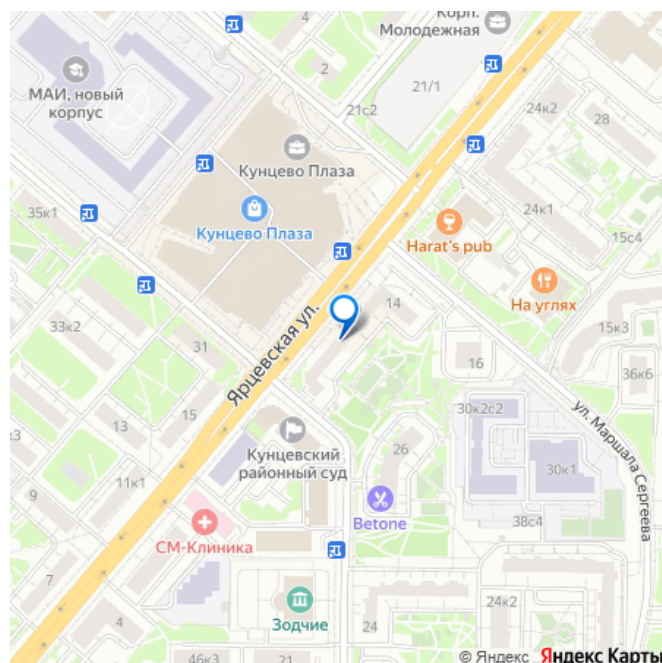 Корп.
Молодежная
2
21/1
21с2
МАИ, новый
корпус
24к2
28
Кунцево Плаза
24к1
35к1
Кунцево Плаза
Harat's pub
15с4
На углях
14
33к2
31
Ярцевская ул.
15к3
16
36к6
15
13
30к2с2
ул. Маршала Сергеева
Кунцевский
районный суд
26
11к1
30к1
9
Betone
38с4
СМ-Клиника
7
4
24к2
Зодчие
24
46к3
21
© Яндекс Яндекс Карты